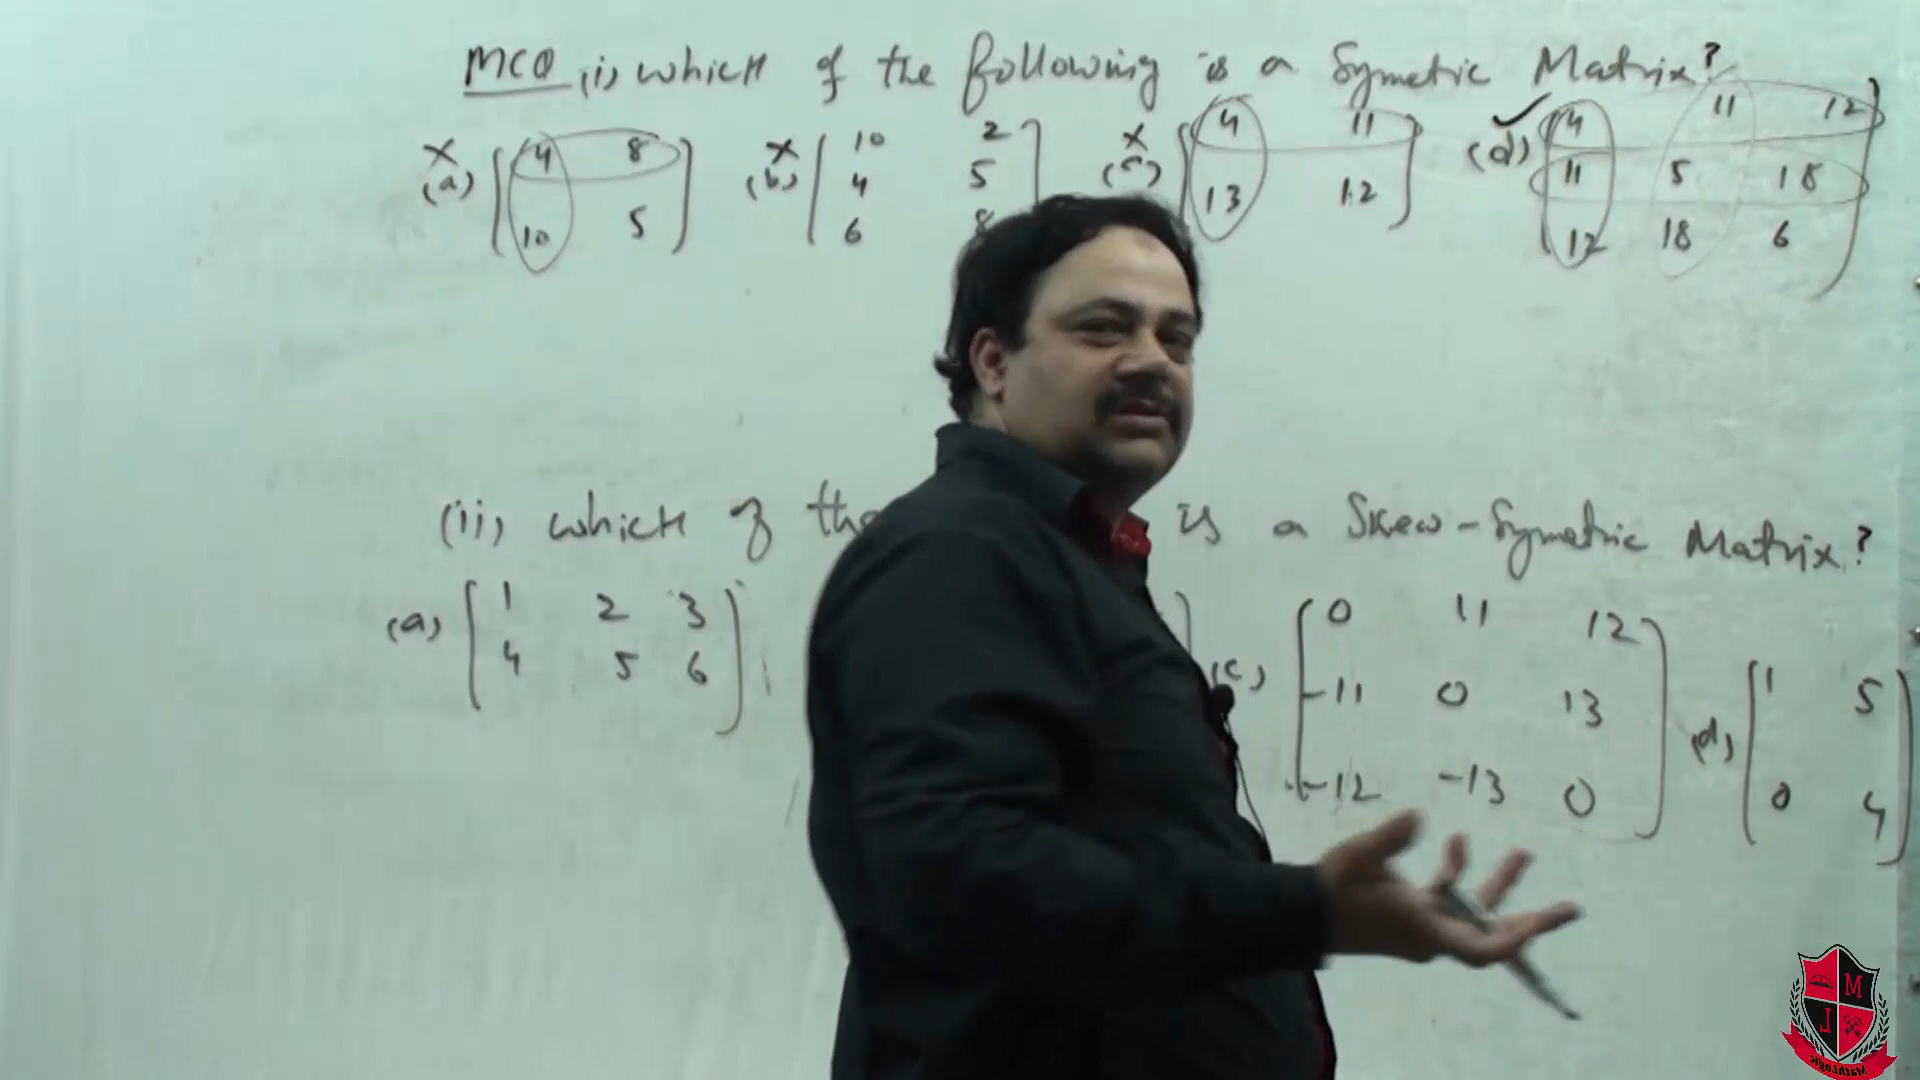 MCQ (i) which of the following is a Symetric Matrix?
(a) 4 8 (b) 10 2 (c) 4 11 (d) 4 11 12
10 5 4 5 13 12 11 5 18
6 8 12 18 6
(ii) which of the is a Skew-Symetric Matrix?
(a) 1 2 3 (c) 0 11 12 (d) 1 5
4 5 6 -11 0 13 0 4
-12 -13 0
M